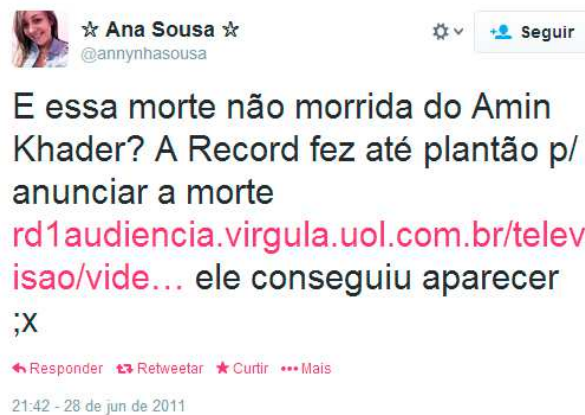 ☆ Ana Sousa ☆
@annynhasousa
Seguir
E essa morte não morrida do Amin
Khader? A Record fez até plantão p/
anunciar a morte
rd1audiencia.virgula.uol.com.br/telev
isao/vide… ele conseguiu aparecer
;x
Responder Retweetar Curtir Mais
21:42 - 28 de jun de 2011